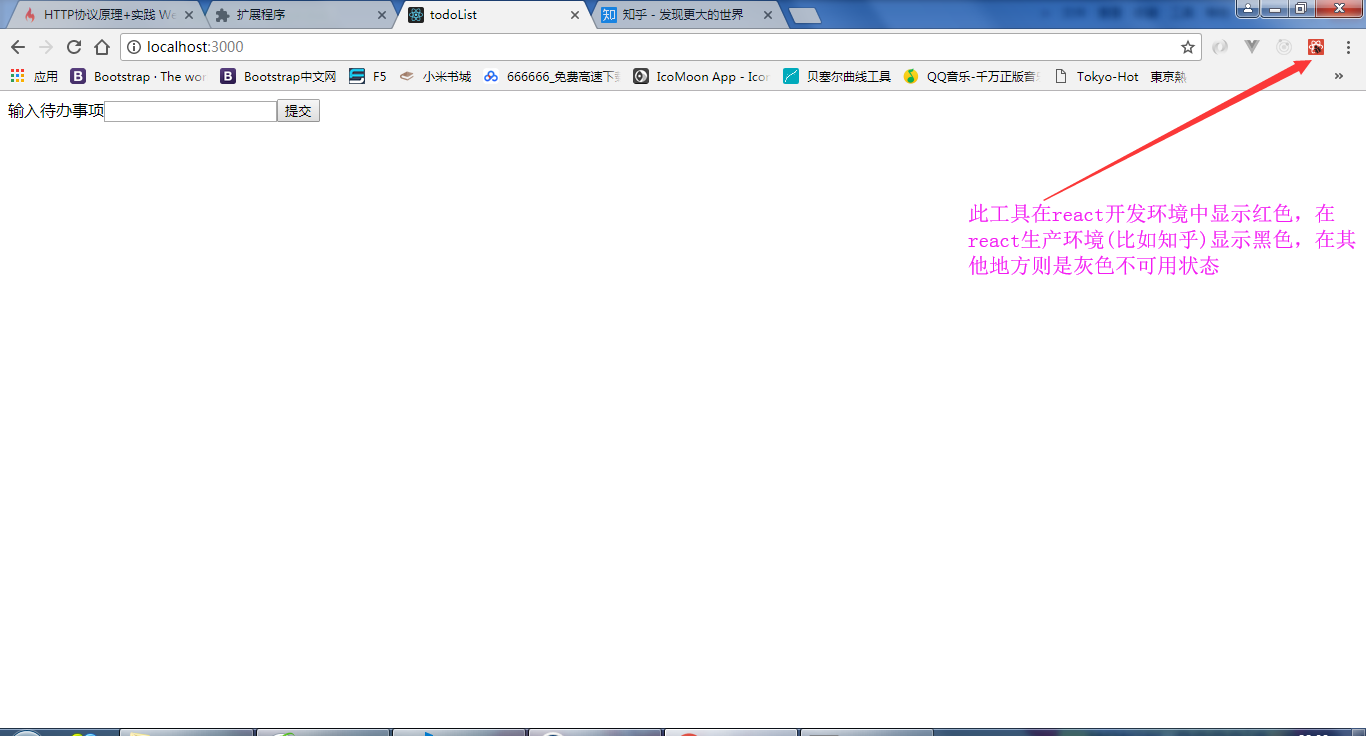 HTTP协议原理+实践 We
扩展程序
todoList
知乎 - 发现更大的世界
localhost:3000
应用 Bootstrap · The wor Bootstrap中文网 F5 小米书城 666666_免费高速下载 IcoMoon App - Icon 贝塞尔曲线工具 QQ音乐-千万正版音 Tokyo-Hot 東京熱 »
输入待办事项 提交
此工具在react开发环境中显示红色，在
react生产环境(比如知乎)显示黑色，在其
他地方则是灰色不可用状态